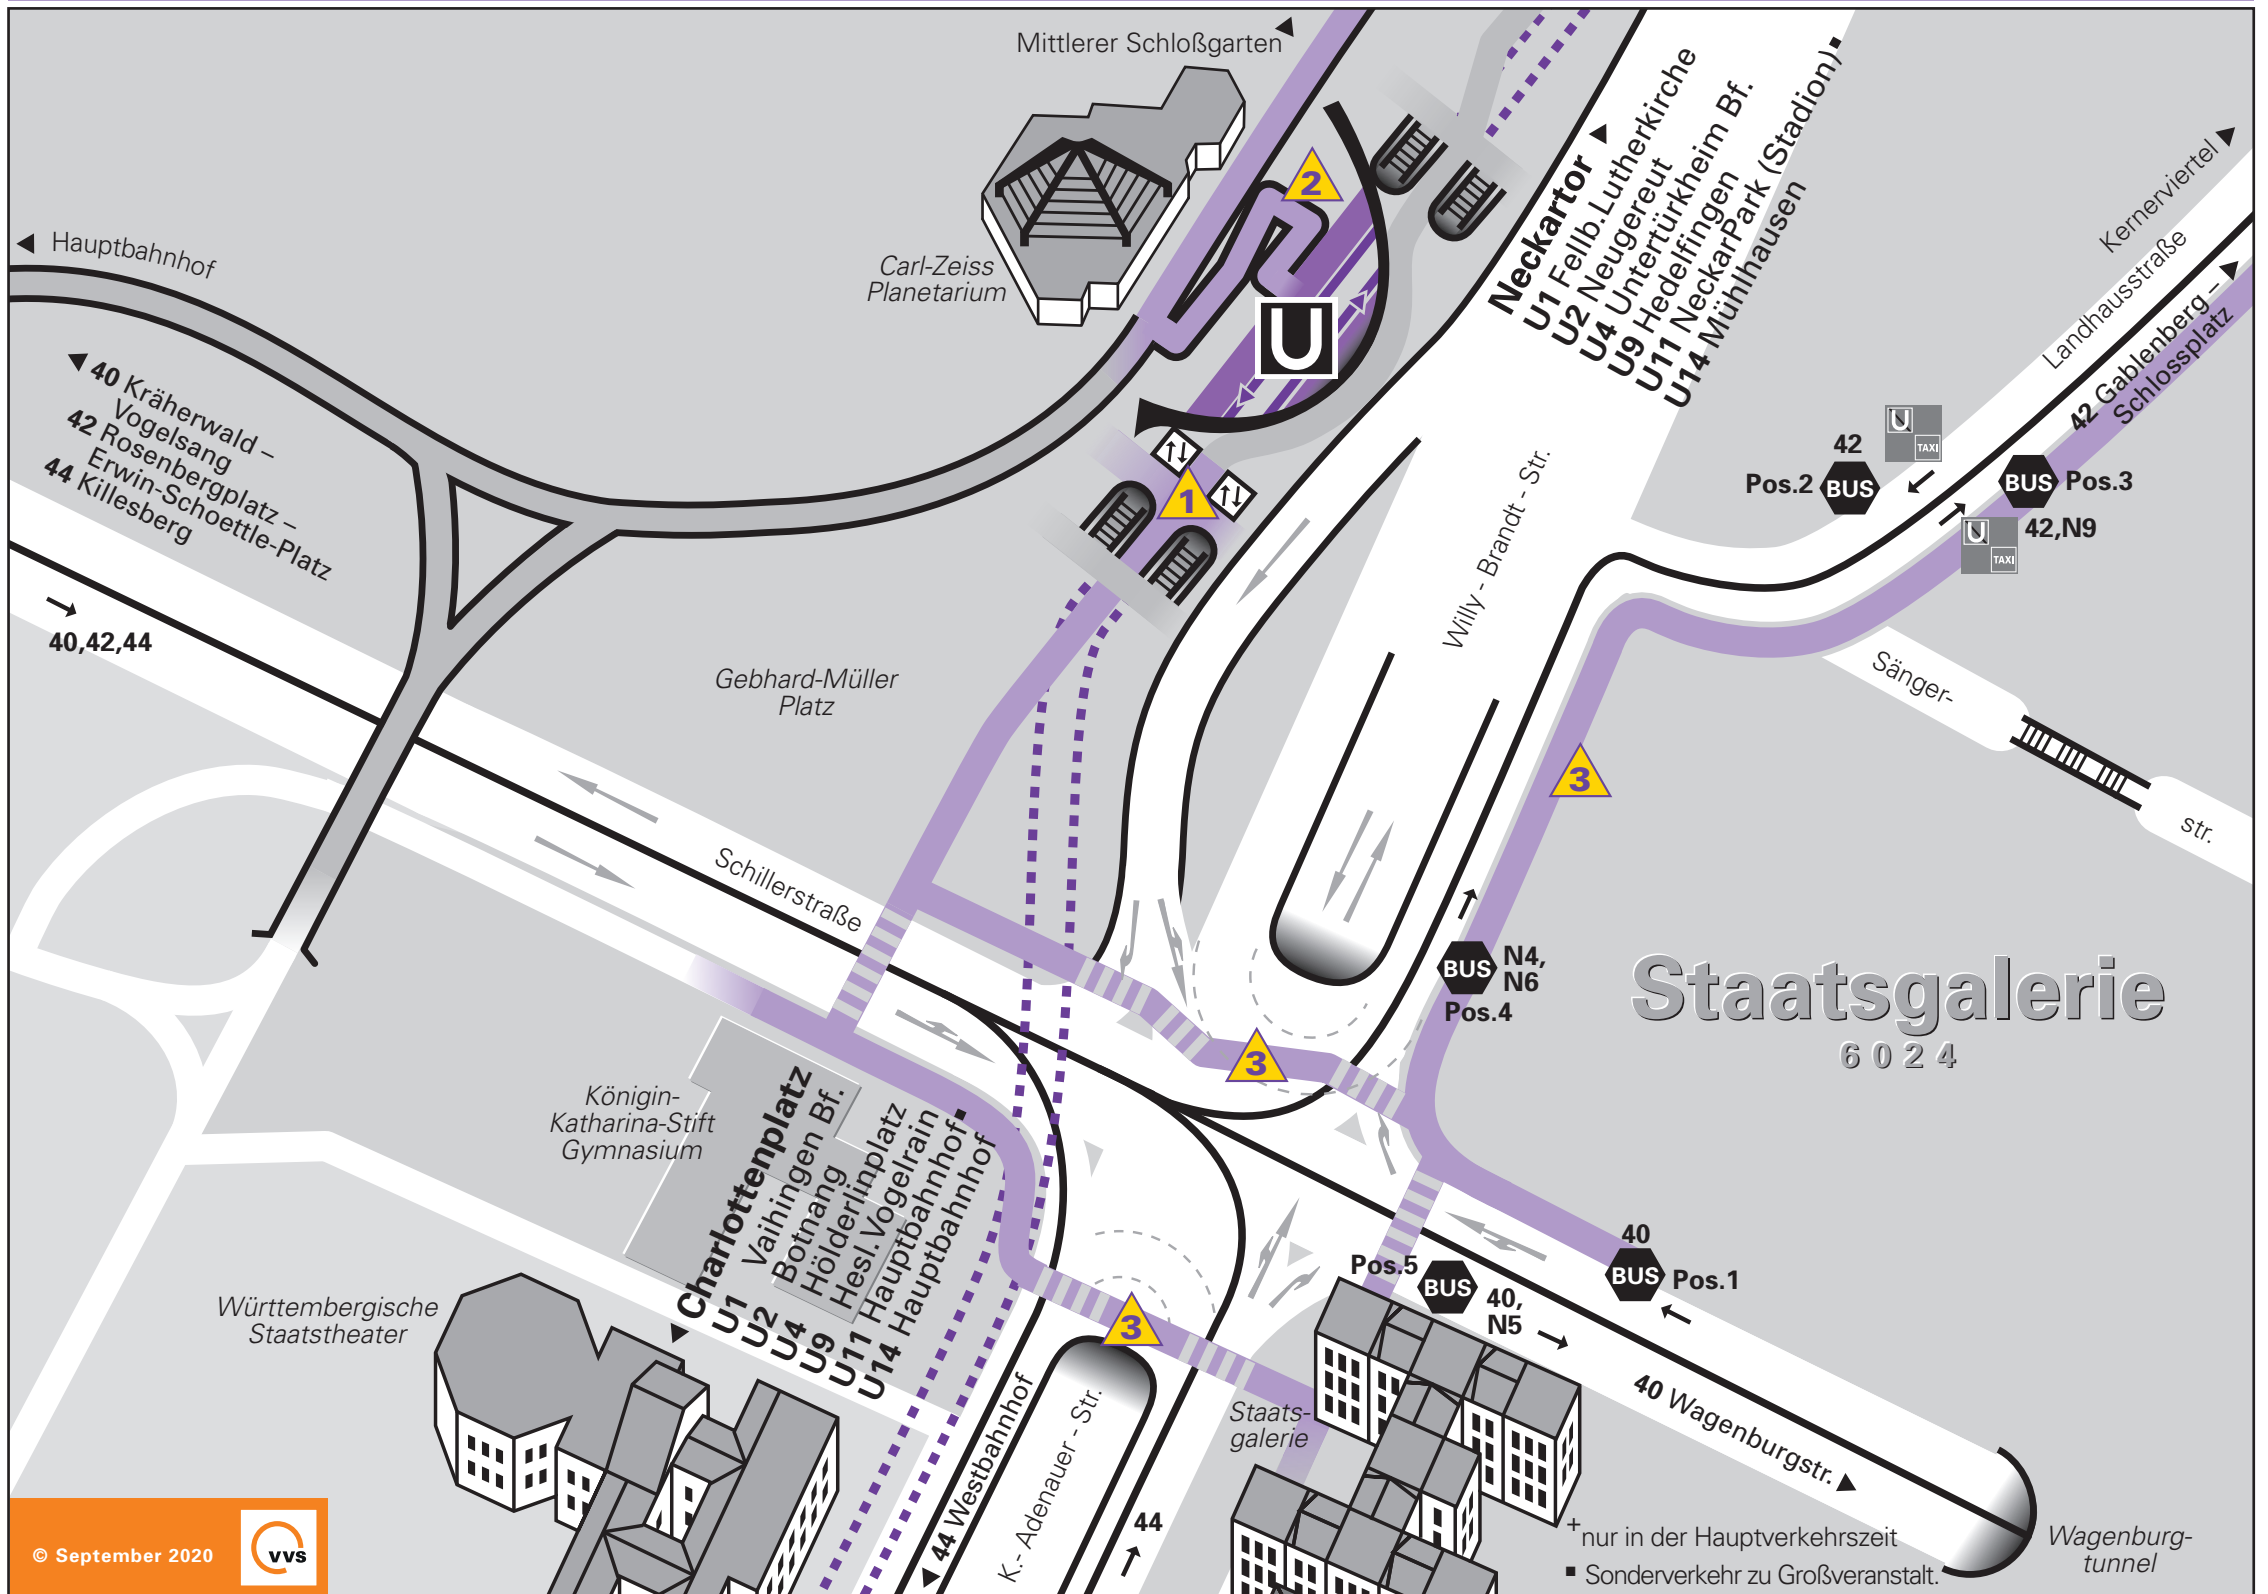 Mittlerer Schloßgarten
Hauptbahnhof
Carl-Zeiss
Planetarium
2
U
1
40 Kräherwald –
Vogelsang
42 Rosenbergplatz –
Erwin-Schoettle-Platz
44 Killesberg
40,42,44
Neckartor
U1 Fellb.Lutherkirche
U2 Neugereut
U4 Untertürkheim Bf.
U9 Hedelfingen
U11 NeckarPark (Stadion)▪
U14 Mühlhausen
Kernerviertel
Landhausstraße
42 Gablenberg –
Schlossplatz
42
Pos.2
BUS
U
TAXI
BUS
Pos.3
42,N9
U
TAXI
Willy - Brandt - Str.
Gebhard-Müller
Platz
Sänger-
str.
3
Schillerstraße
BUS
N4,
N6
Pos.4
Staatsgalerie
6024
3
Königin-
Katharina-Stift
Gymnasium
Charlottenplatz
U1 Vaihingen Bf.
U2 Botnang
U4 Hölderlinplatz
U9 Hesl.Vogelrain
U11 Hauptbahnhof▪
U14 Hauptbahnhof
Württembergische
Staatstheater
3
Pos.5
BUS
40,
N5
40
BUS
Pos.1
40 Wagenburgstr.
Staats-
galerie
44 Westbahnhof
K.- Adenauer - Str.
44
Wagenburg-
tunnel
+nur in der Hauptverkehrszeit
▪ Sonderverkehr zu Großveranstalt.
© September 2020
vvs